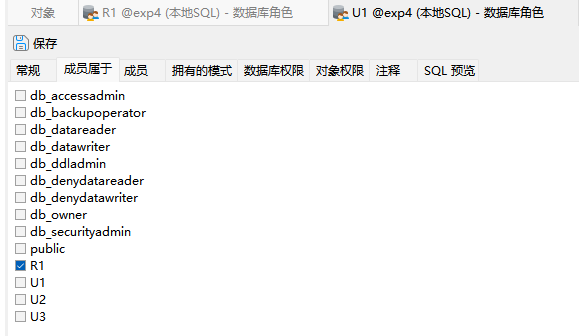 对象 R1 @exp4 (本地SQL) - 数据库角色 U1 @exp4 (本地SQL) - 数据库角色
保存
常规 成员属于 成员 拥有的模式 数据库权限 对象权限 注释 SQL 预览
db_accessadmin
db_backupoperator
db_datareader
db_datawriter
db_ddladmin
db_denydatareader
db_denydatawriter
db_owner
db_securityadmin
public
R1
U1
U2
U3